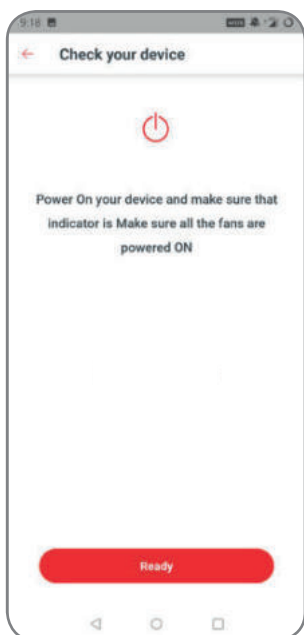 9:18
Check your device
Power On your device and make sure that
indicator is Make sure all the fans are
powered ON
Ready